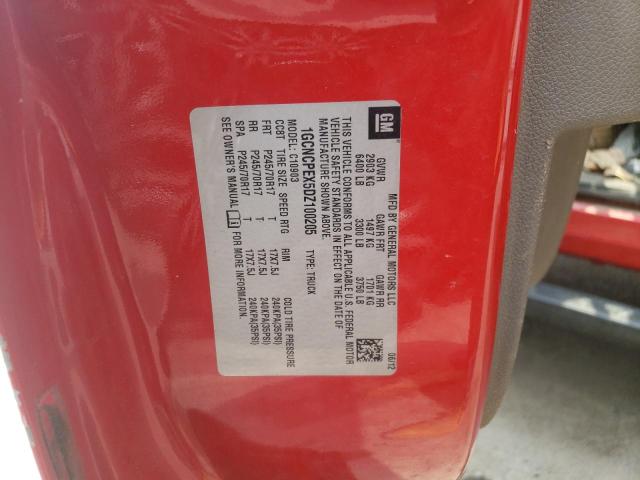 GM
MFD BY GENERAL MOTORS LLC
06/12
GVWR GAWR FRT GAWR RR
2903 KG 1497 KG 1701 KG
6400 LB 3300 LB 3750 LB
THIS VEHICLE CONFORMS TO ALL APPLICABLE U.S. FEDERAL MOTOR
VEHICLE SAFETY STANDARDS IN EFFECT ON THE DATE OF
MANUFACTURE SHOWN ABOVE.
1GCNCPEX5DZ100205 TYPE: TRUCK
MODEL: C10903
CCBT TIRE SIZE SPEED RTG RIM COLD TIRE PRESSURE
FRT P245/70R17 T 17X7.5J 240KPA(35PSI)
RR P245/70R17 T 17X7.5J 240KPA(35PSI)
SPA P245/70R17 T 17X7.5J 240KPA(35PSI)
SEE OWNER'S MANUAL FOR MORE INFORMATION.